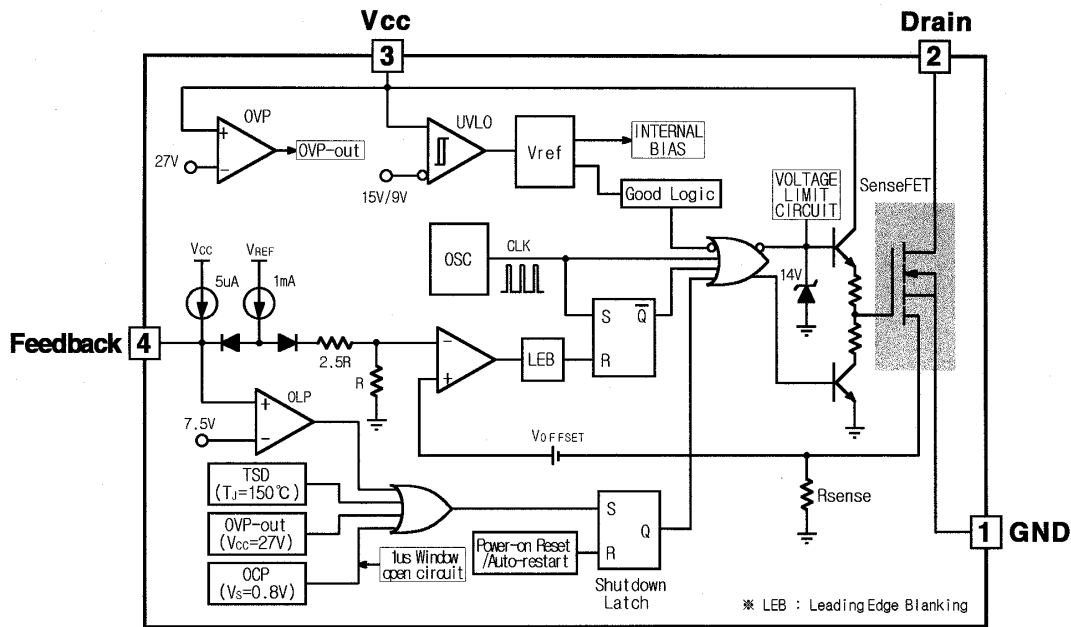 Vcc
3
Drain
2
OVP
+
-
27V
OVP-out
UVLO
15V/9V
Vref
INTERNAL
BIAS
Good Logic
VOLTAGE
LIMIT
CIRCUIT
SenseFET
OSC
CLK
14V
VCC
VREF
5uA
1mA
Feedback
4
2.5R
R
-
+
LEB
S
Q
R
OLP
7.5V
+
-
VOFFSET
Rsense
TSD
(TJ=150℃)
OVP-out
(VCC=27V)
OCP
(VS=0.8V)
1us Window
open circuit
Power-on Reset
/Auto-restart
S
Q
R
Shutdown
Latch
1
GND
※ LEB : Leading Edge Blanking